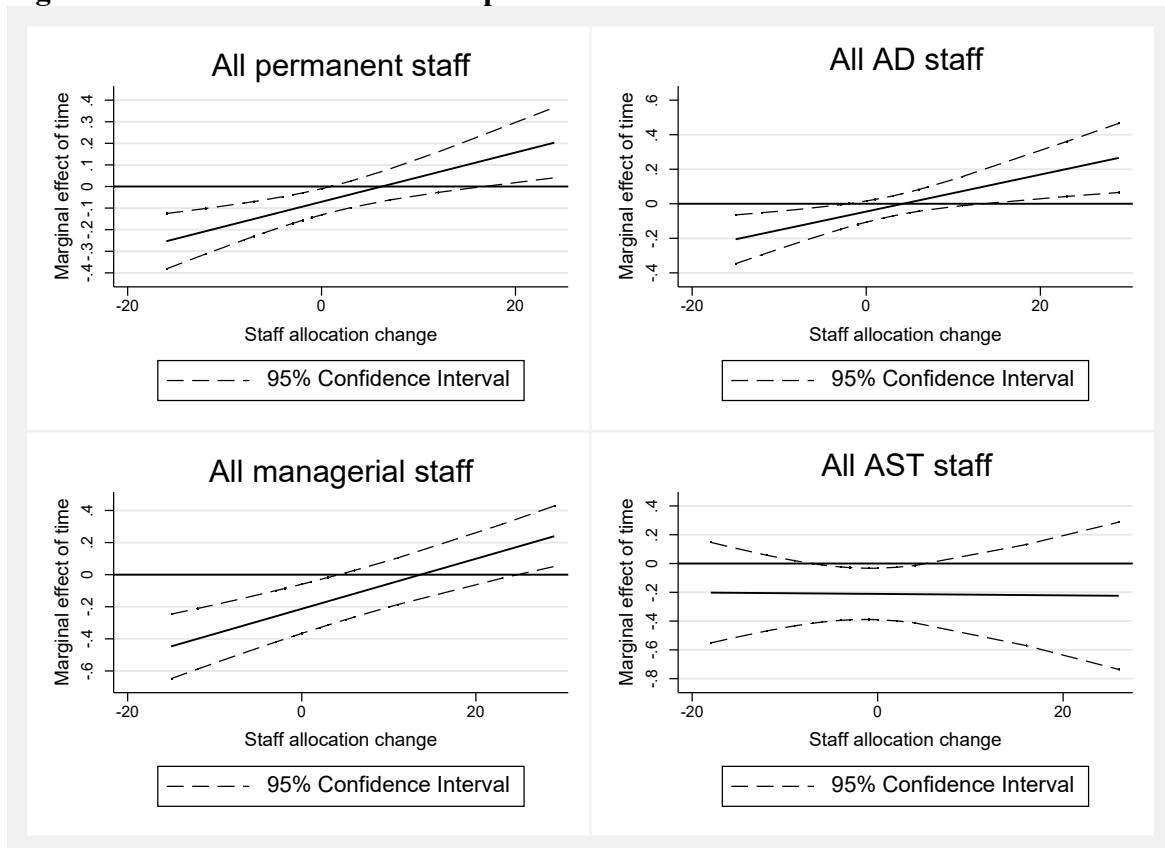 All permanent staff
Marginal effect of time
.4
.3
.2
.1
0
-.1
-.2
-.3
-.4
-20
0
20
Staff allocation change
95% Confidence Interval
All AD staff
Marginal effect of time
.6
.4
.2
0
-.2
-.4
-20
0
20
Staff allocation change
95% Confidence Interval
All managerial staff
Marginal effect of time
.4
.2
0
-.2
-.4
-.6
-20
0
20
Staff allocation change
95% Confidence Interval
All AST staff
Marginal effect of time
.4
.2
0
-.2
-.4
-.6
-.8
-20
0
20
Staff allocation change
95% Confidence Interval